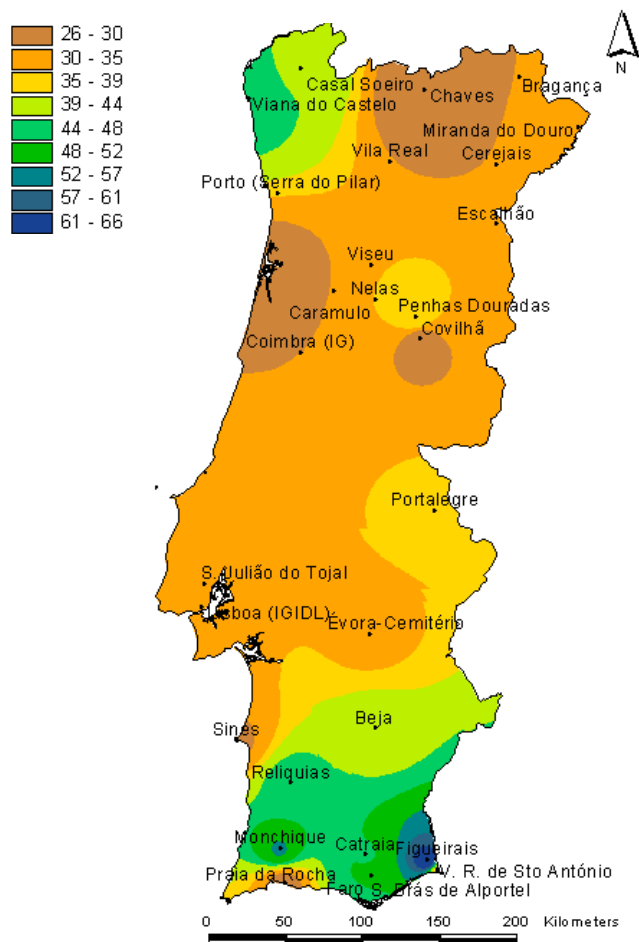 26 - 30
30 - 35
35 - 39
39 - 44
44 - 48
48 - 52
52 - 57
57 - 61
61 - 66
N
Casal Soeiro
Viana do Castelo
Chaves
Bragança
Miranda do Douro
Vila Real
Cerejais
Porto (Serra do Pilar)
Escalhão
Viseu
Nelas
Caramulo
Penhas Douradas
Covilhã
Coimbra (IG)
Portalegre
S. Julião do Tojal
(IGIDL)
Évora-Cemitério
Beja
Sines
Reliquias
Monchique
Catraia
Figueirais
Praia da Rocha
V. R. de Sto António
Faro S. Brás de Alportel
0 50 100 150 200 Kilometers